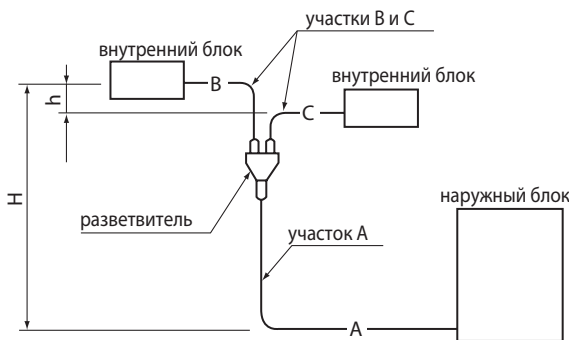 участки B и C
внутренний блок
B
внутренний блок
h
C
H
наружный блок
разветвитель
участок A
A